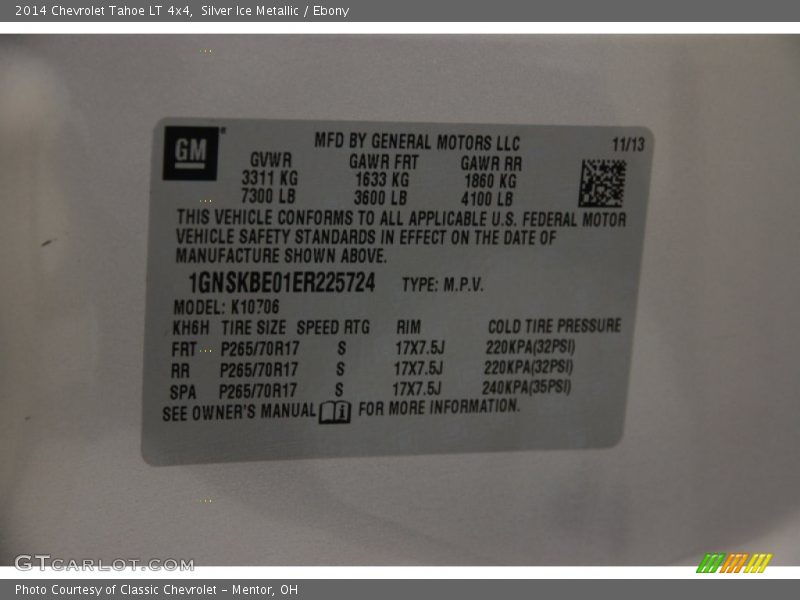 2014 Chevrolet Tahoe LT 4x4, Silver Ice Metallic / Ebony
GM
MFD BY GENERAL MOTORS LLC 11/13
GVWR GAWR FRT GAWR RR
3311 KG 1633 KG 1860 KG
7300 LB 3600 LB 4100 LB
THIS VEHICLE CONFORMS TO ALL APPLICABLE U.S. FEDERAL MOTOR
VEHICLE SAFETY STANDARDS IN EFFECT ON THE DATE OF
MANUFACTURE SHOWN ABOVE.
1GNSKBE01ER225724 TYPE: M.P.V.
MODEL: K10706
KH6H TIRE SIZE SPEED RTG RIM COLD TIRE PRESSURE
FRT P265/70R17 S 17X7.5J 220KPA(32PSI)
RR P265/70R17 S 17X7.5J 220KPA(32PSI)
SPA P265/70R17 S 17X7.5J 240KPA(35PSI)
SEE OWNER'S MANUAL FOR MORE INFORMATION.
GTCARLOT.COM
Photo Courtesy of Classic Chevrolet - Mentor, OH